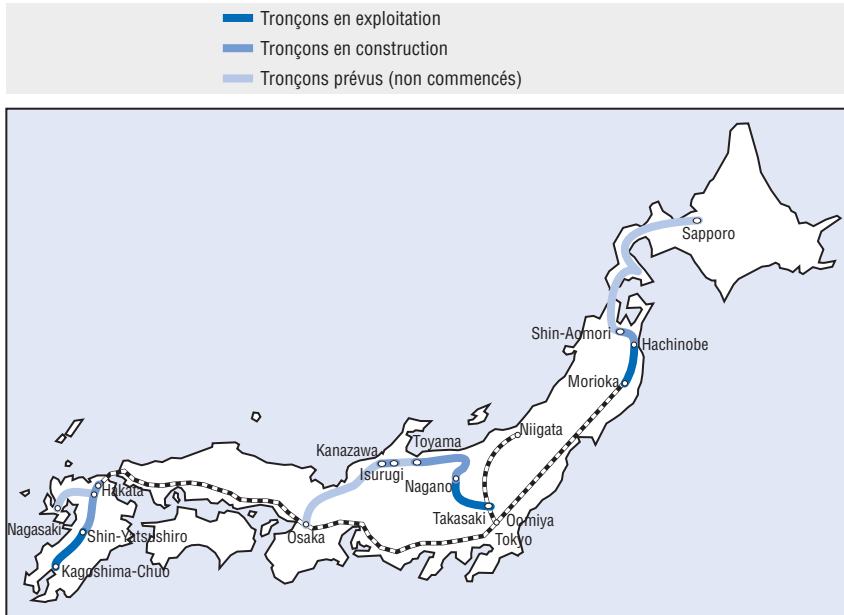 Tronçons en exploitation
Tronçons en construction
Tronçons prévus (non commencés)
Sapporo
Shin-Aomori
Hachinobe
Morioka
Niigata
Kanazawa
Toyama
Isurugi
Nagano
Hakata
Takasaki
Oomiya
Nagasaki
Osaka
Shin-Yatsushiro
Tokyo
Kagoshima-Chuo